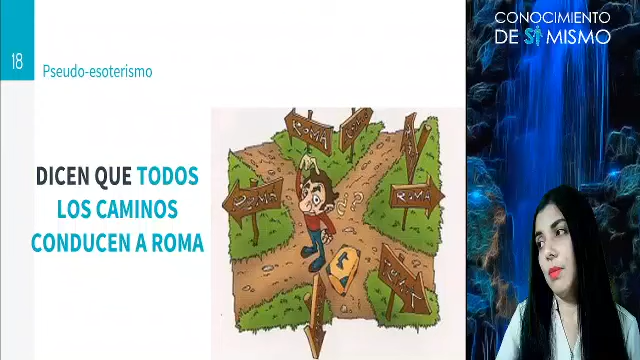 18
Pseudo-esoterismo
DICEN QUE TODOS
LOS CAMINOS
CONDUCEN A ROMA
ROMA
ROMA
ROMA
CONOCIMIENTO
DE SÍ MISMO